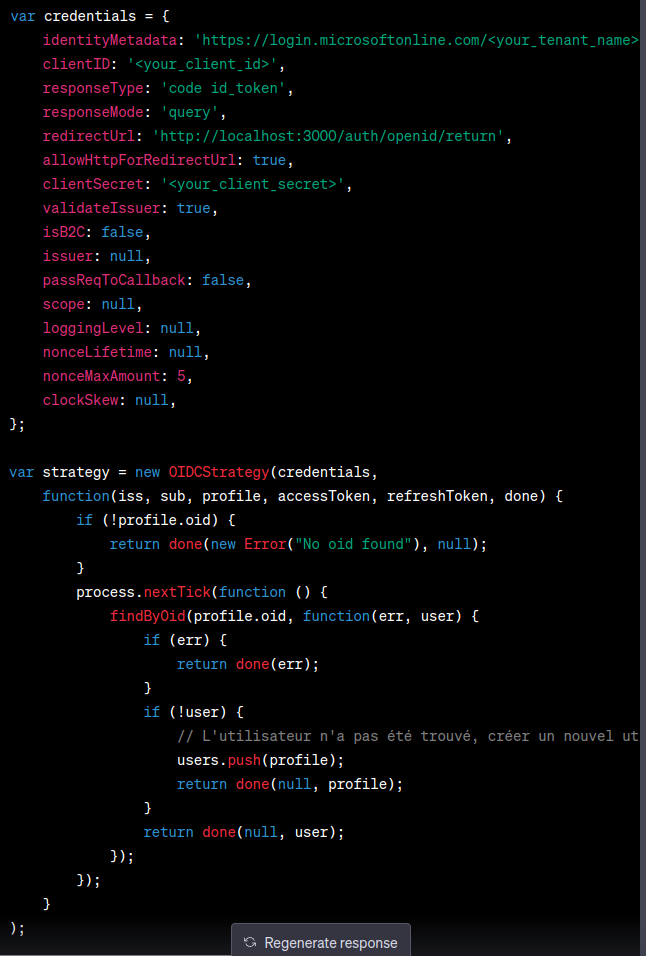 var credentials = {
    identityMetadata: 'https://login.microsoftonline.com/<your_tenant_name>
    clientID: '<your_client_id>',
    responseType: 'code id_token',
    responseMode: 'query',
    redirectUrl: 'http://localhost:3000/auth/openid/return',
    allowHttpForRedirectUrl: true,
    clientSecret: '<your_client_secret>',
    validateIssuer: true,
    isB2C: false,
    issuer: null,
    passReqToCallback: false,
    scope: null,
    loggingLevel: null,
    nonceLifetime: null,
    nonceMaxAmount: 5,
    clockSkew: null,
};

var strategy = new OIDCStrategy(credentials,
    function(iss, sub, profile, accessToken, refreshToken, done) {
        if (!profile.oid) {
            return done(new Error("No oid found"), null);
        }
        process.nextTick(function () {
            findByOid(profile.oid, function(err, user) {
                if (err) {
                    return done(err);
                }
                if (!user) {
                    // L'utilisateur n'a pas été trouvé, créer un nouvel ut
                    users.push(profile);
                    return done(null, profile);
                }
                return done(null, user);
            });
        });
    }
);
Regenerate response